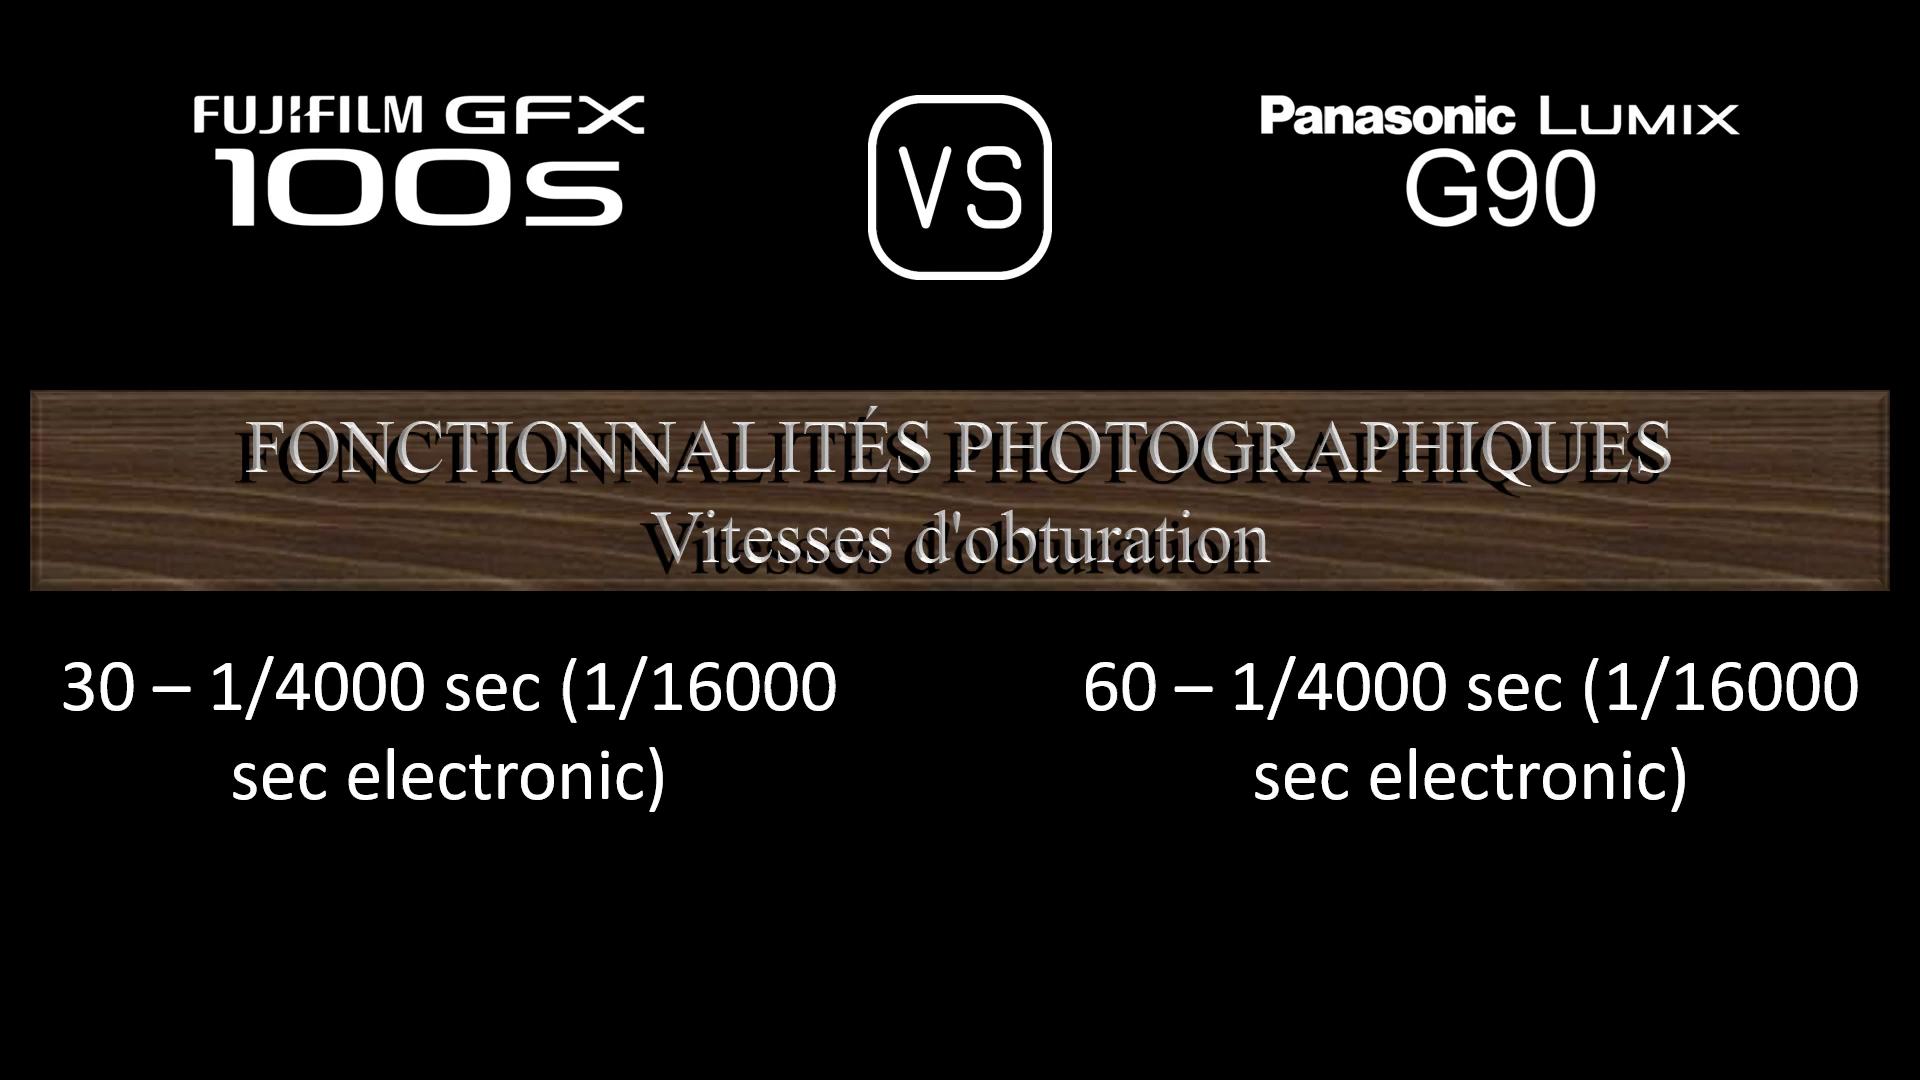 FUJIFILM GFX
100S
VS
Panasonic LUMIX
G90
FONCTIONNALITÉS PHOTOGRAPHIQUES
Vitesses d'obturation
30 – 1/4000 sec (1/16000
sec electronic)
60 – 1/4000 sec (1/16000
sec electronic)